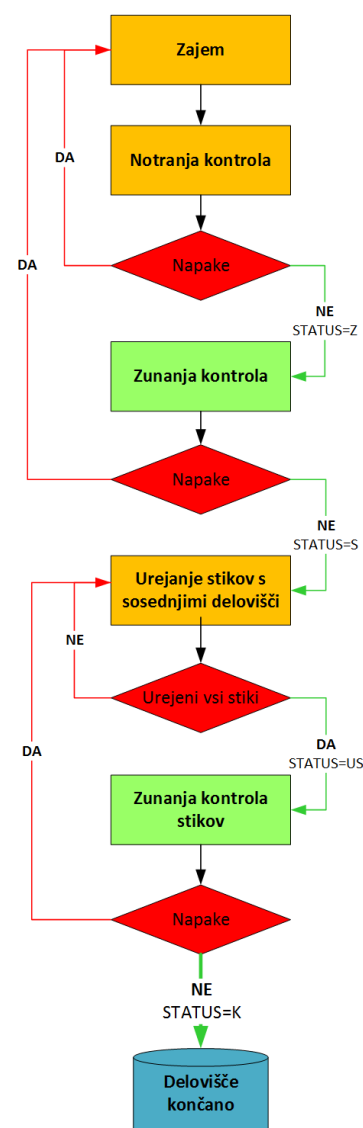 Zajem
Notranja kontrola
DA
Napake
DA
NE
STATUS=Z
Zunanja kontrola
Napake
NE
STATUS=S
Urejanje stikov s
sosednjimi delovišči
NE
Urejeni vsi stiki
DA
DA
STATUS=US
Zunanja kontrola
stikov
Napake
NE
STATUS=K
Delovišče
končano